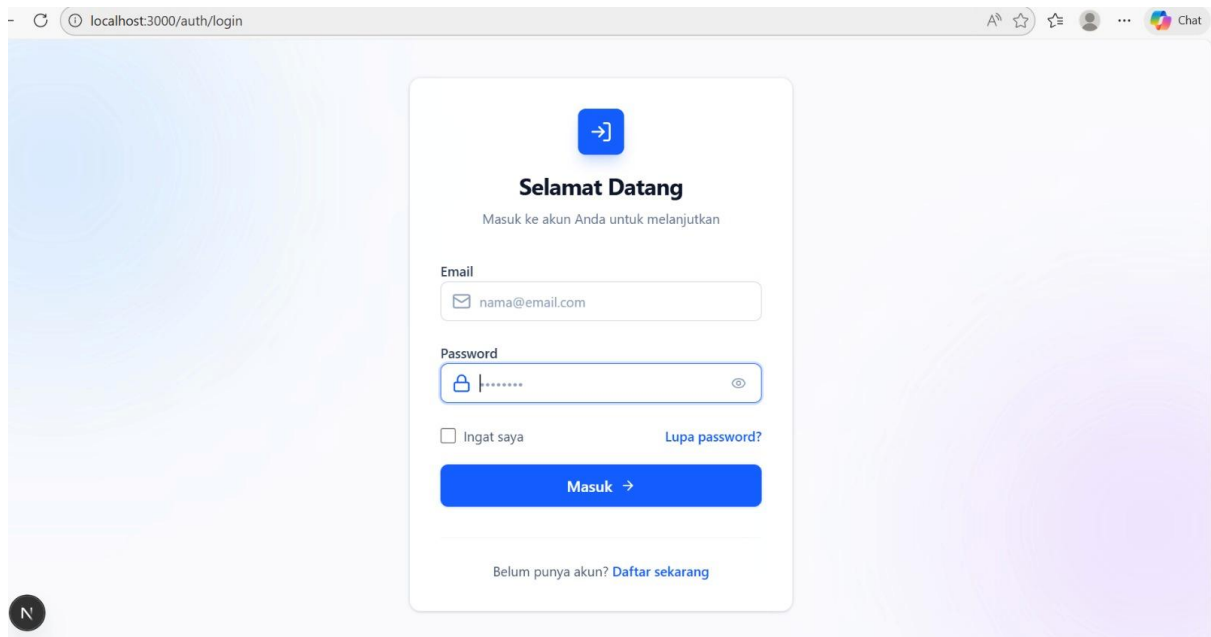 localhost:3000/auth/login
Chat
Selamat Datang
Masuk ke akun Anda untuk melanjutkan
Email
nama@email.com
Password
••••••••
Ingat saya
Lupa password?
Masuk →
Belum punya akun? Daftar sekarang
N